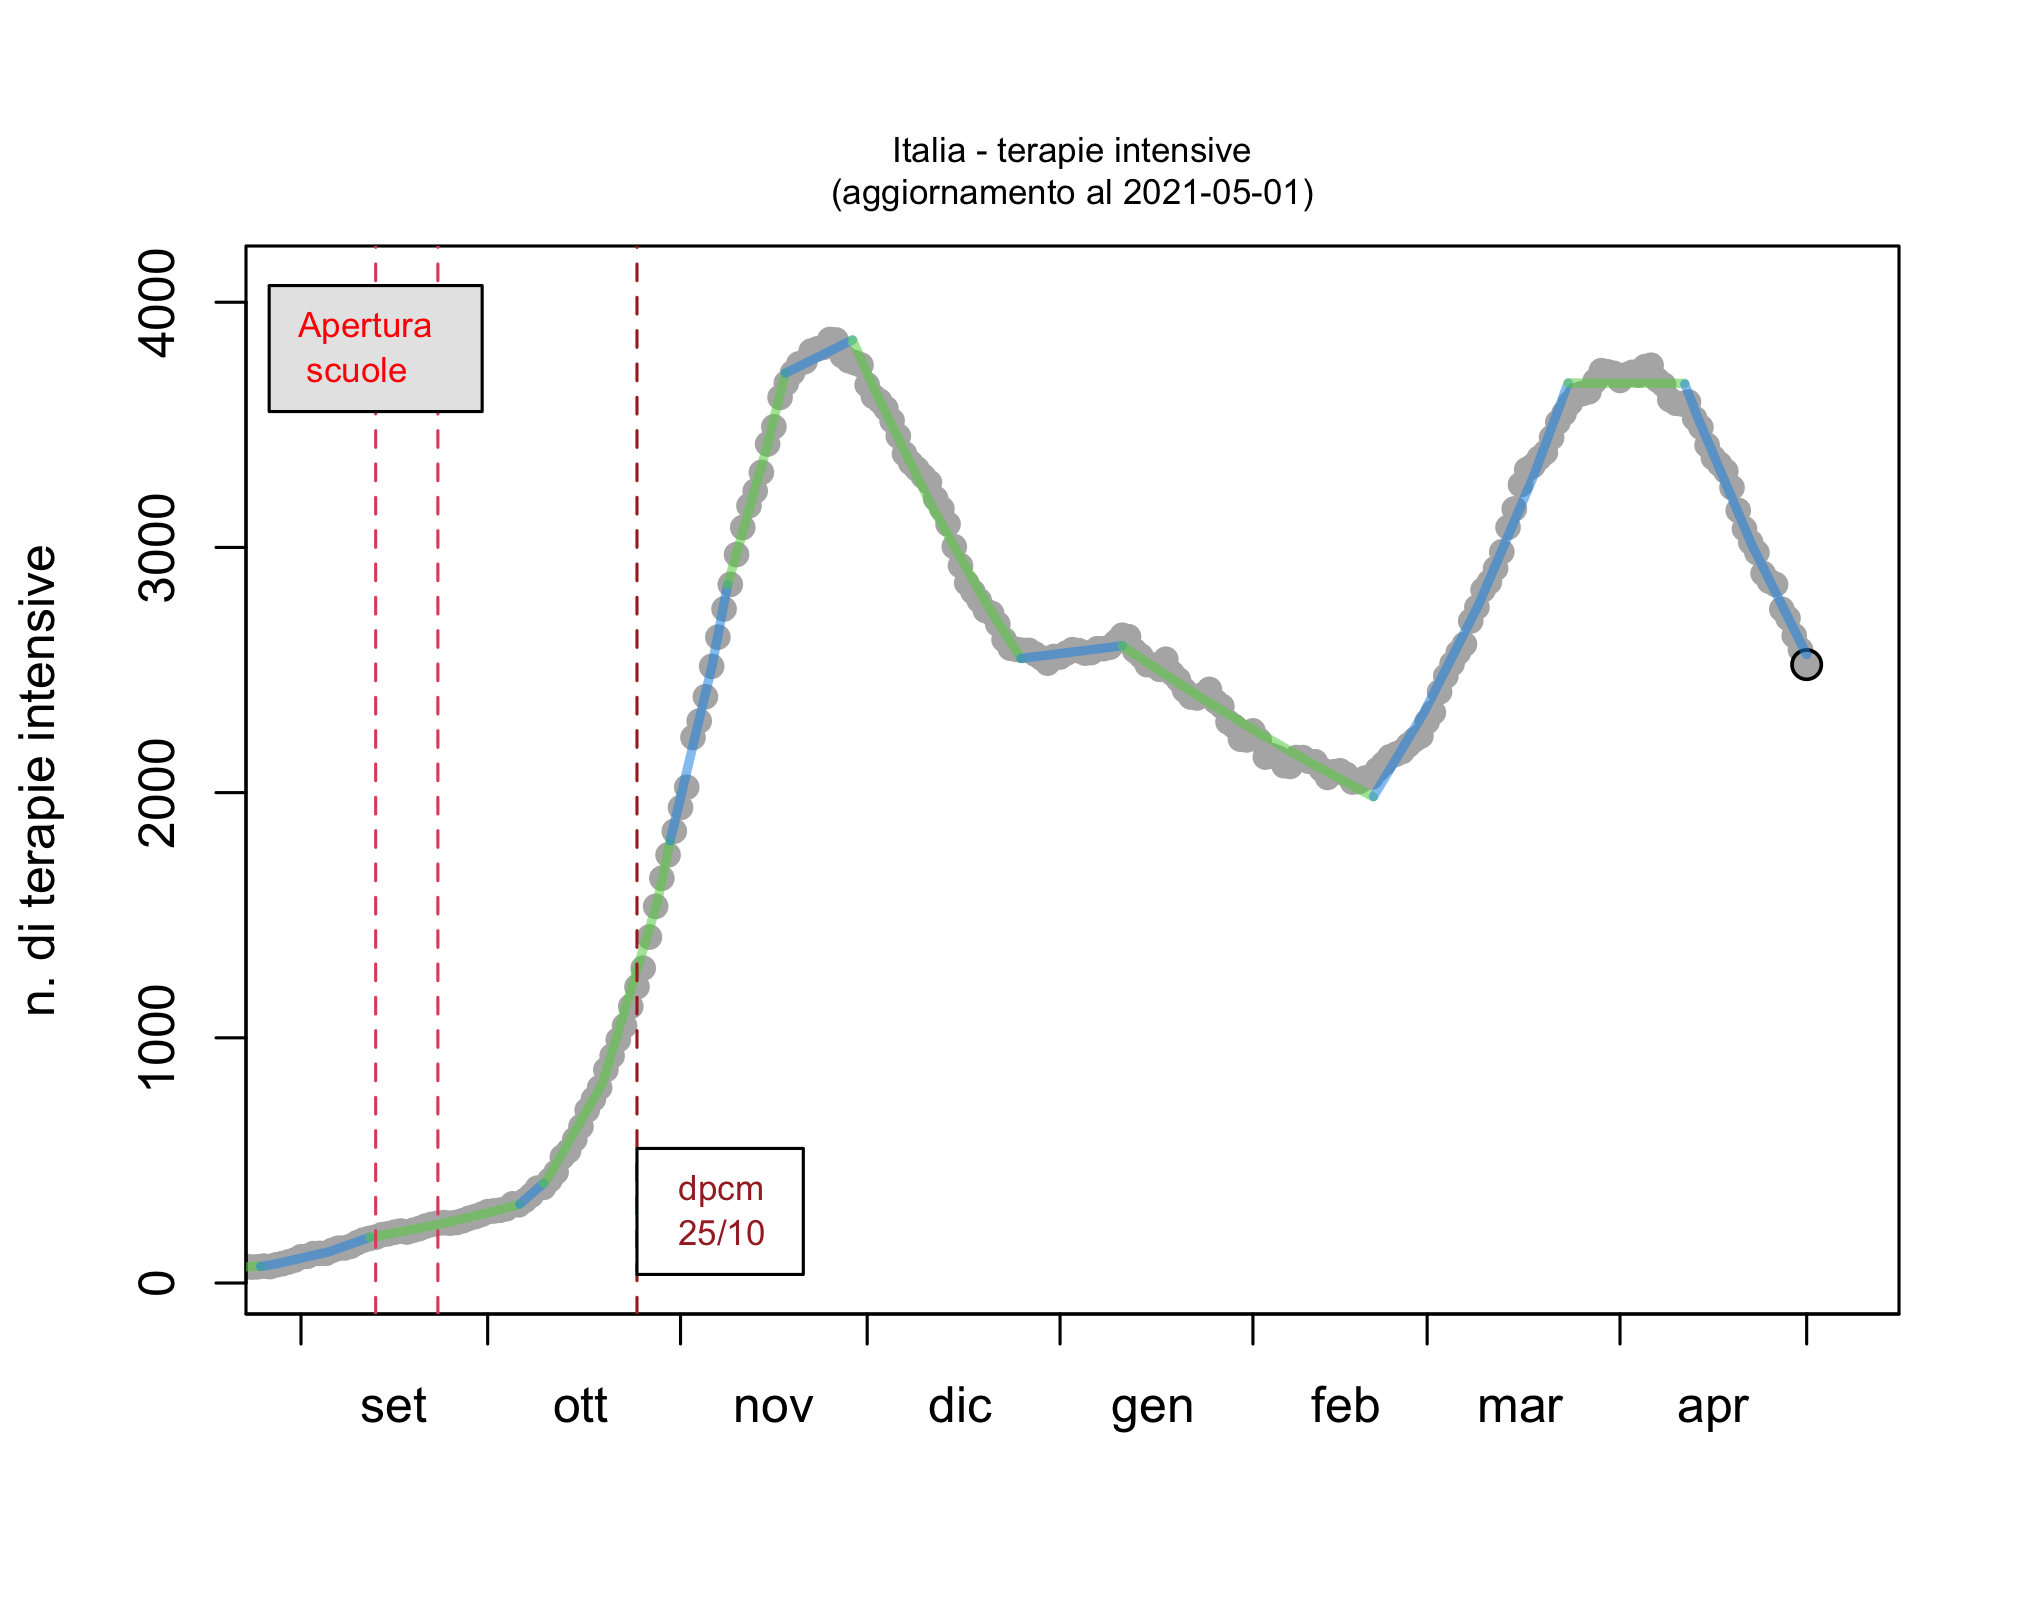 Italia - terapie intensive
(aggiornamento al 2021-05-01)
n. di terapie intensive
4000
3000
2000
1000
0
Apertura
scuole
dpcm
25/10
set ott nov dic gen feb mar apr